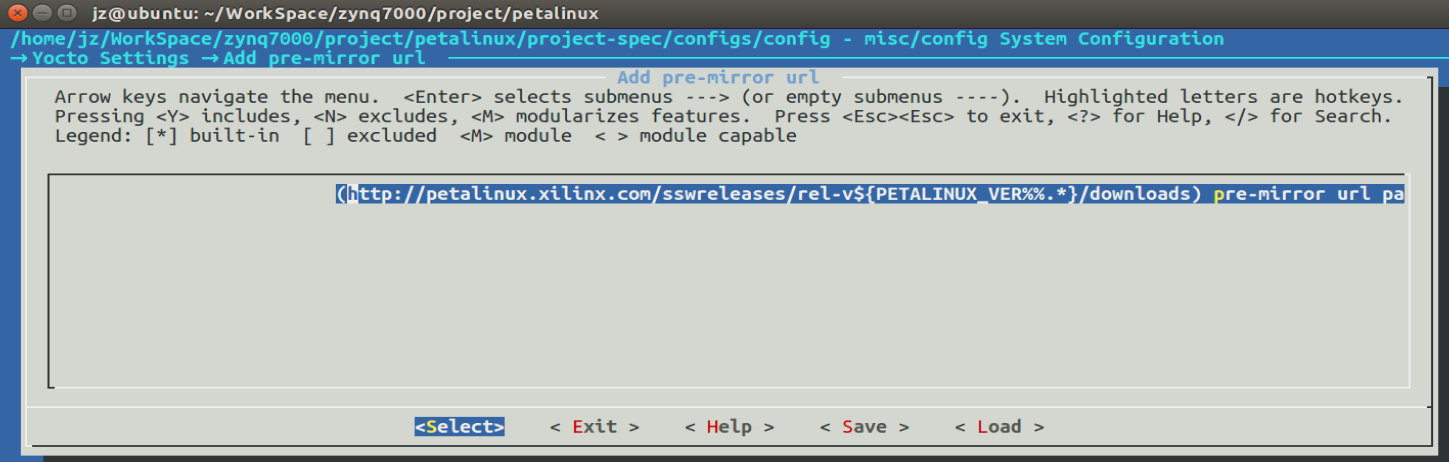 jz@ubuntu: ~/WorkSpace/zynq7000/project/petalinux
/home/jz/WorkSpace/zynq7000/project/petalinux/project-spec/configs/config - misc/config System Configuration
→ Yocto Settings → Add pre-mirror url
Add pre-mirror url
Arrow keys navigate the menu.  <Enter> selects submenus ---> (or empty submenus ----).  Highlighted letters are hotkeys.
Pressing <Y> includes, <N> excludes, <M> modularizes features.  Press <Esc><Esc> to exit, <?> for Help, </> for Search.
Legend: [*] built-in  [ ] excluded  <M> module  < > module capable
(http://petalinux.xilinx.com/sswreleases/rel-v${PETALINUX_VER%%.*}/downloads) pre-mirror url pa
<Select>    < Exit >    < Help >    < Save >    < Load >